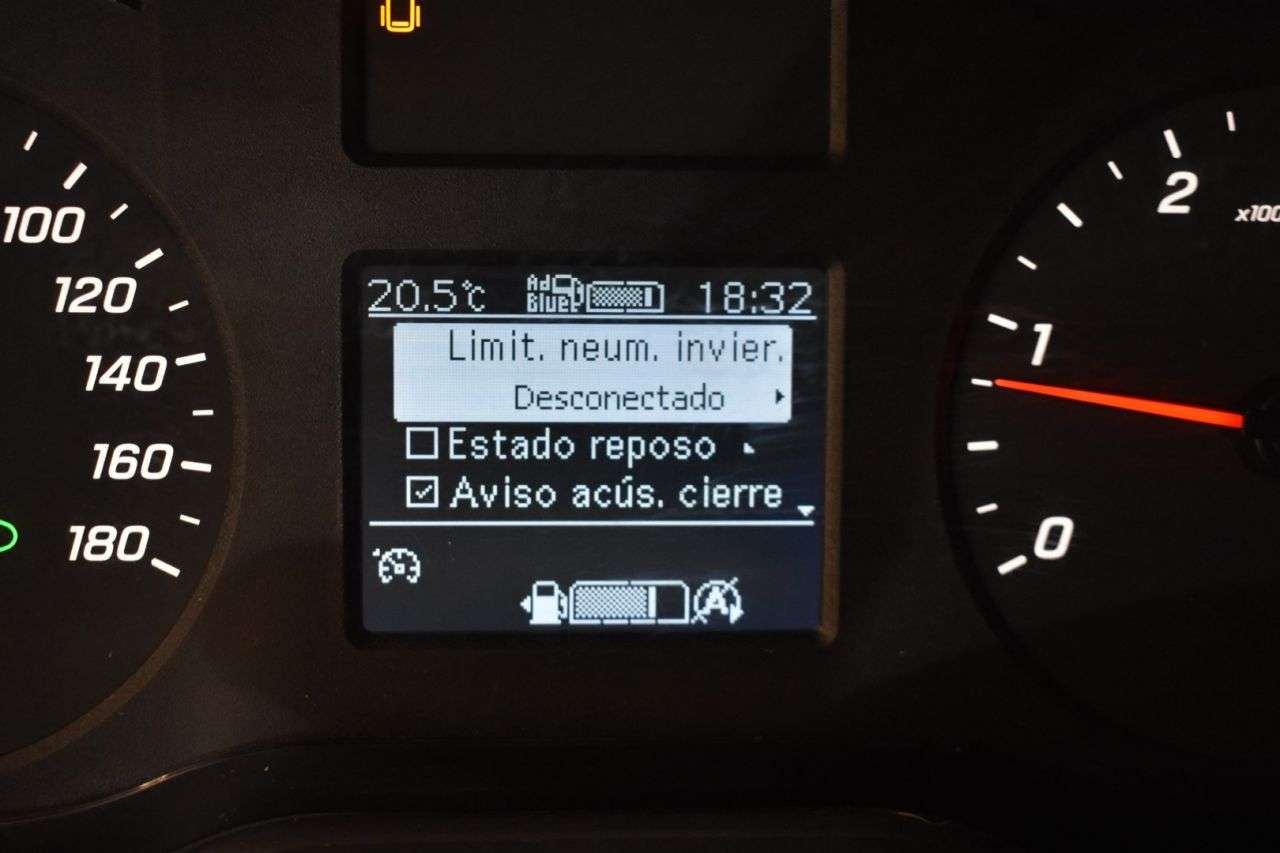 100
120
140
160
180
20.5°C Ad Blue 18:32
Limit. neum. invier.
Desconectado
Estado reposo
Aviso acús. cierre
A
2
x100
1
0